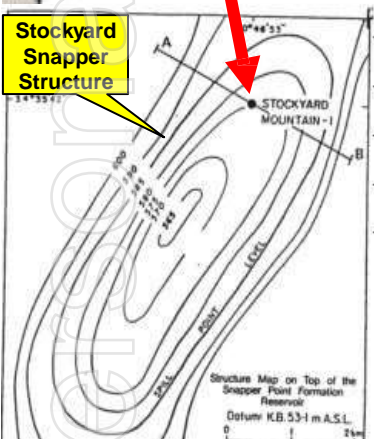 Stockyard
Snapper
Structure
A
STOCKYARD
MOUNTAIN-1
B
365
SPILL POINT LEVEL
Structure Map on Top of the
Snapper Point Formation
Reservoir
Datum: K.B. 53·1 m A.S.L.
0 1 2km